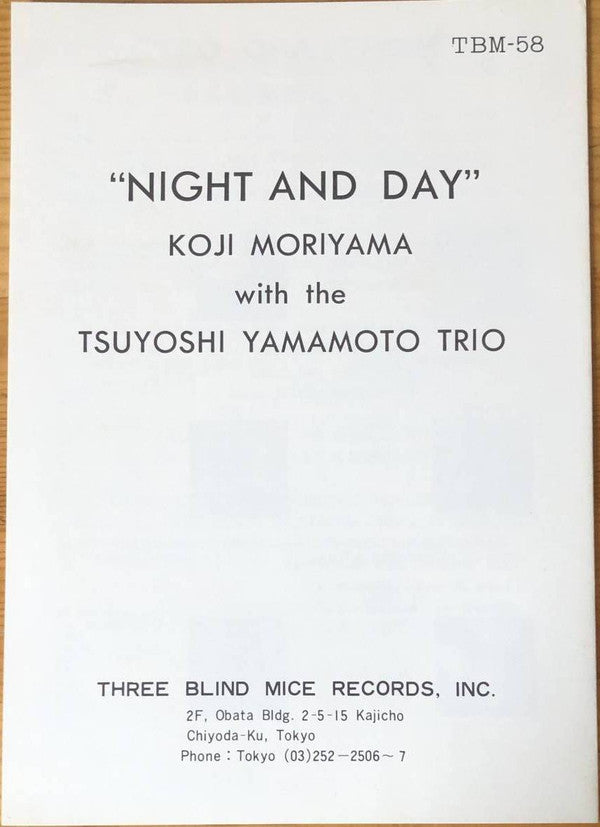 TBM-58
“NIGHT AND DAY”
KOJI MORIYAMA
with the
TSUYOSHI YAMAMOTO TRIO
THREE BLIND MICE RECORDS, INC.
2F, Obata Bldg. 2-5-15 Kajicho
Chiyoda-Ku, Tokyo
Phone : Tokyo (03)252－2506～7